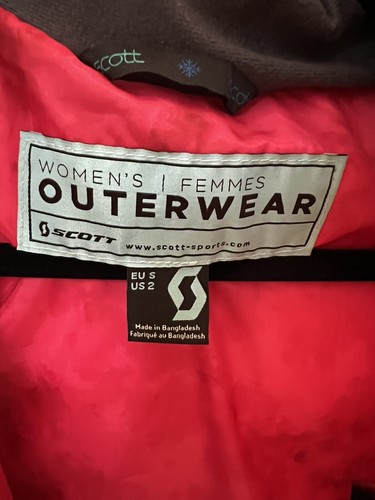 scott
WOMEN'S | FEMMES
OUTERWEAR
SCOTT
www.scott-sports.com
EU S
US 2
Made in Bangladesh
Fabriqué au Bangladesh